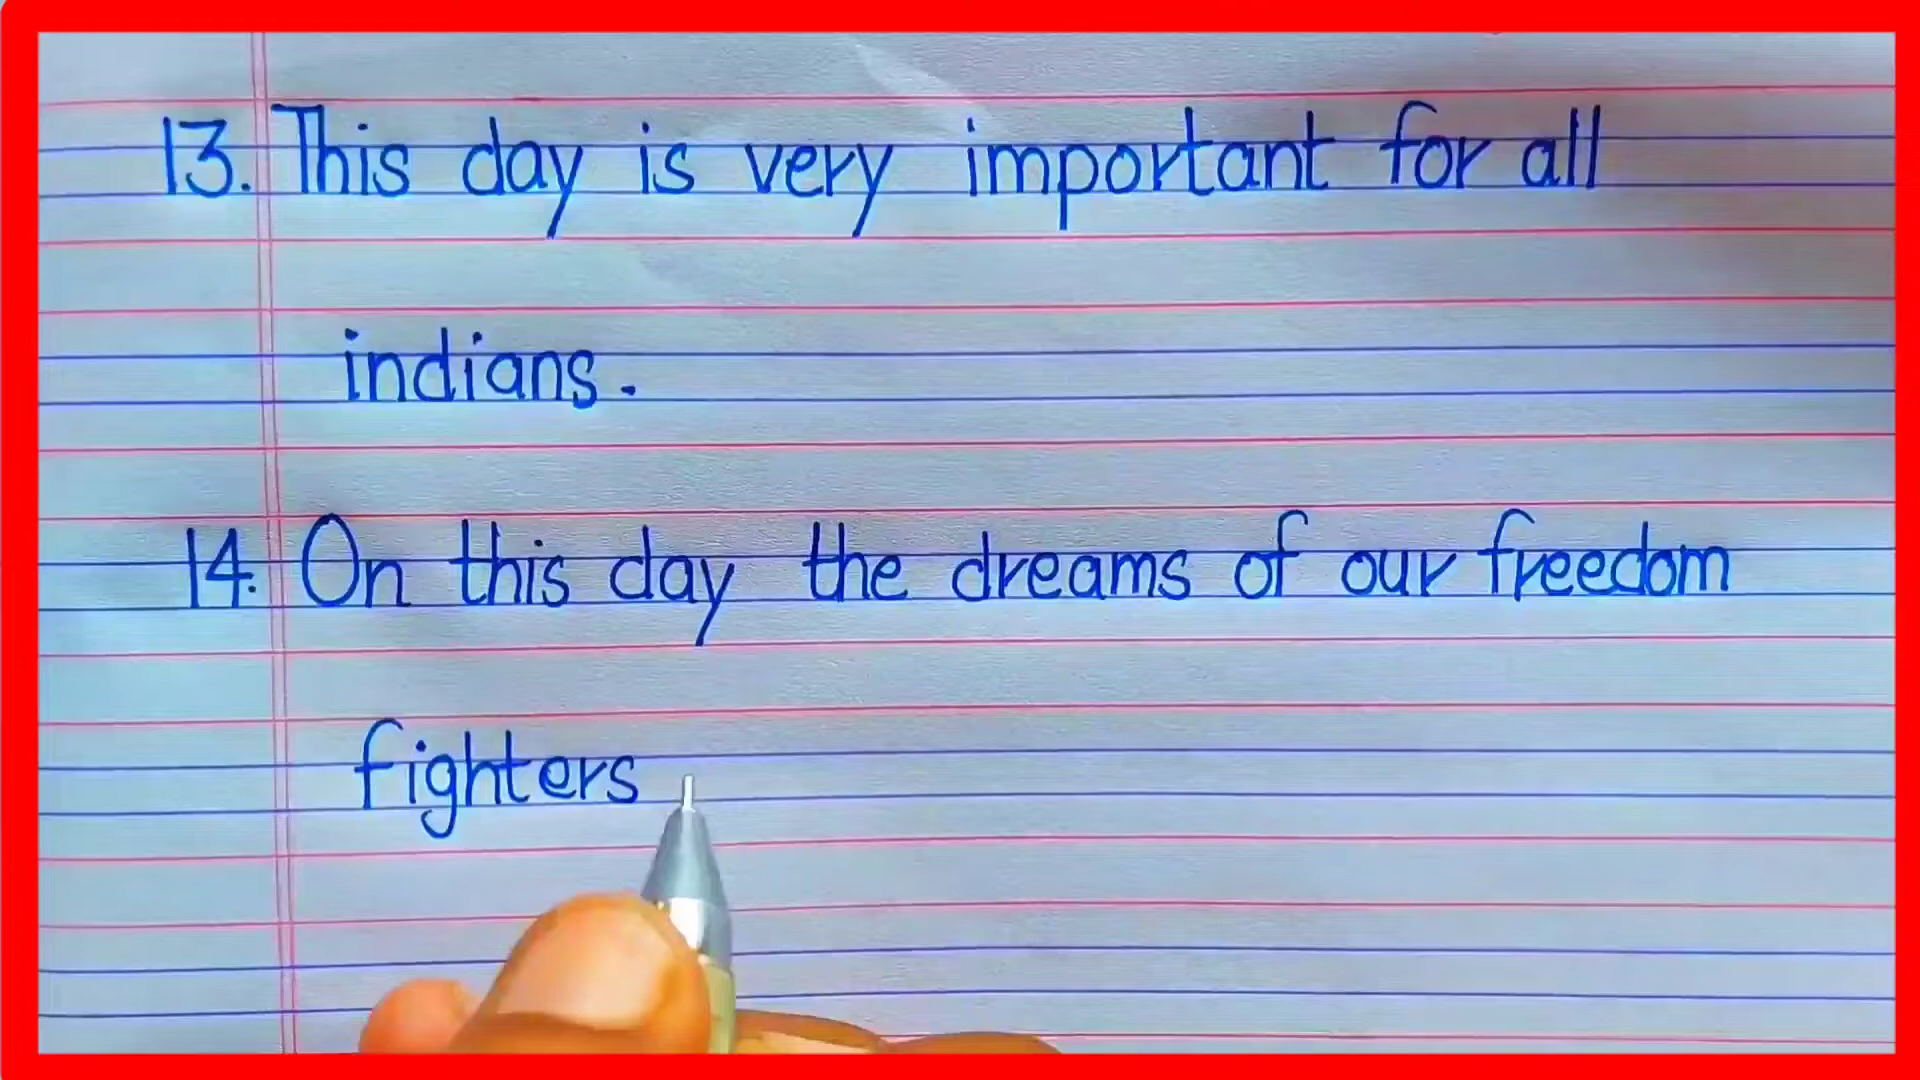 13. This day is very important for all
indians.
14. On this day the dreams of our freedom
fighters